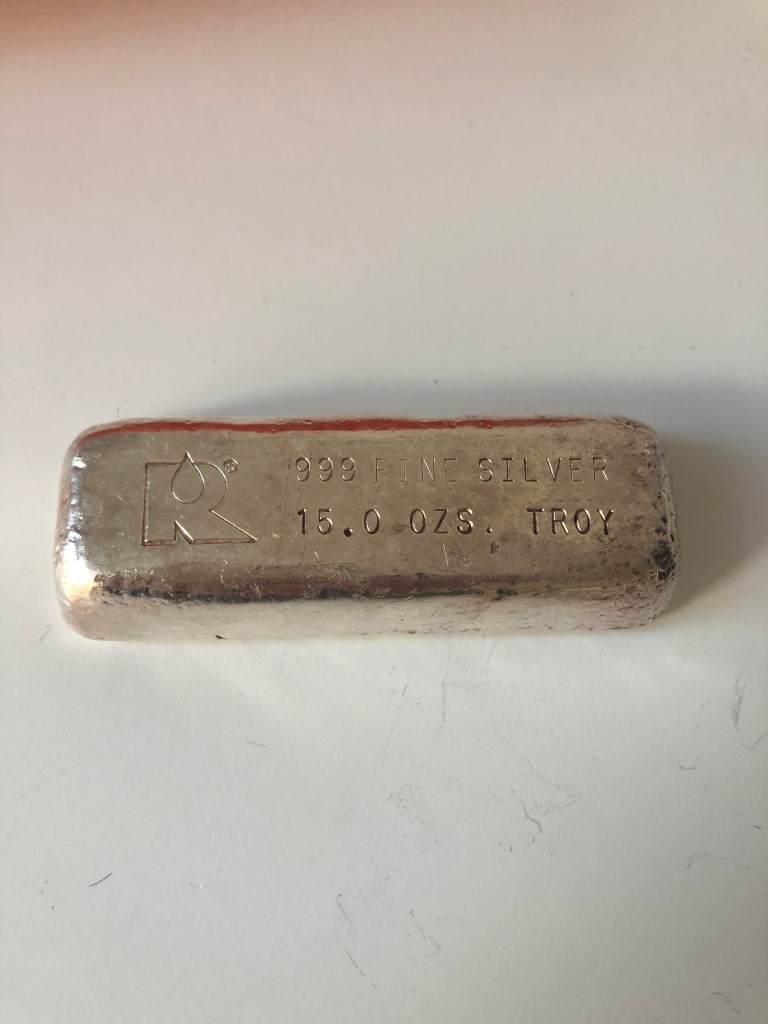 R®
999 FINE SILVER
15.0 OZS. TROY